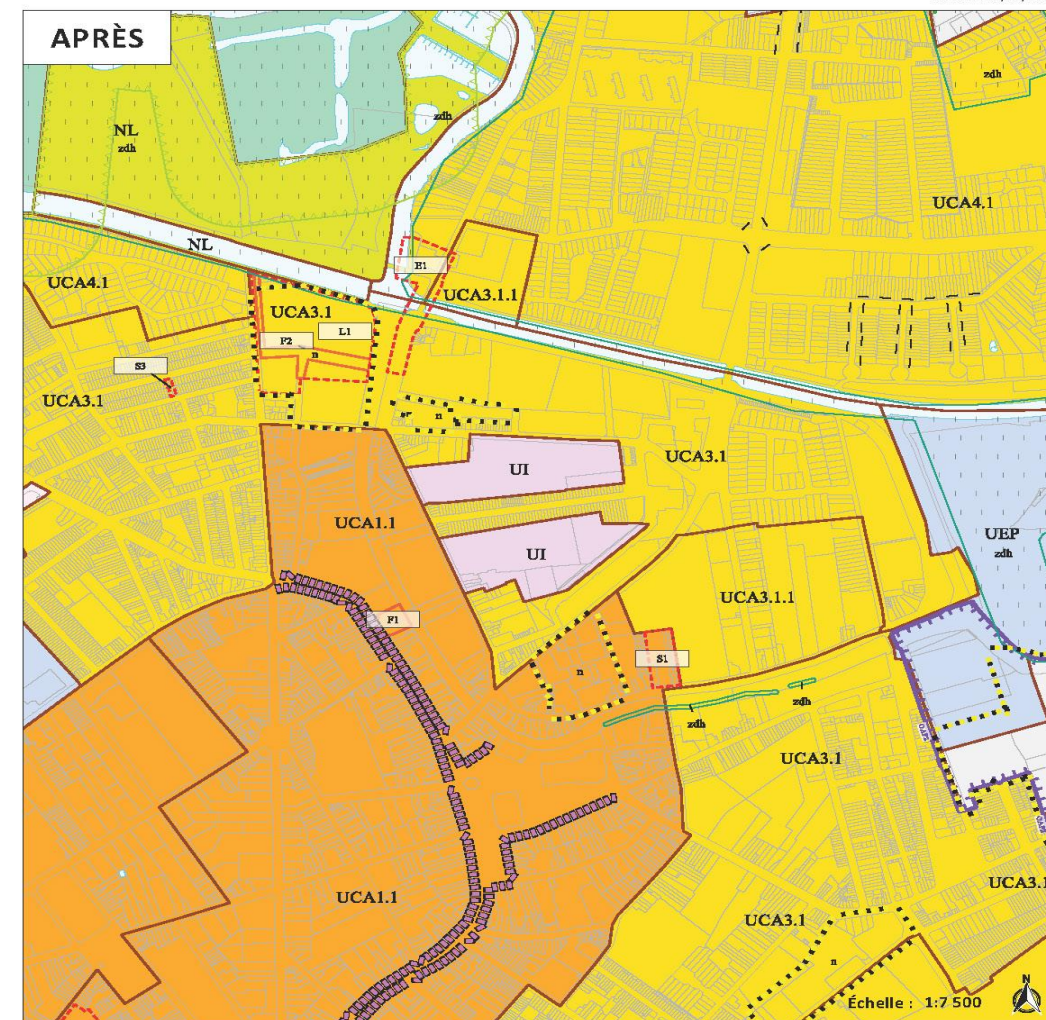 APRÈS
NL
zdh
zdh
UCA4.1
NL
E1
UCA4.1
UCA3.1.1
UCA3.1
L1
F2
n
S3
UCA3.1
n
UCA3.1
UI
UCA1.1
UI
UEP
zdh
UCA3.1.1
F1
S1
n
zdh
zdh
UCA3.1
UCA3.1
UCA1.1
UCA3.1
n
Échelle : 1:7 500
N